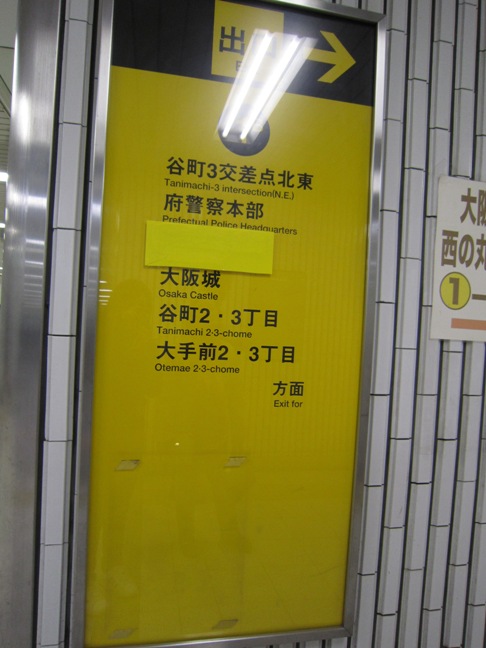 出
谷町3交差点北東
Tanimachi-3 intersection(N.E.)
府警察本部
Prefectual Police Headquarters
大阪城
Osaka Castle
谷町2・3丁目
Tanimachi 2·3-chome
大手前2・3丁目
Otemae 2·3-chome
方面
Exit for
大阪
西の丸
1